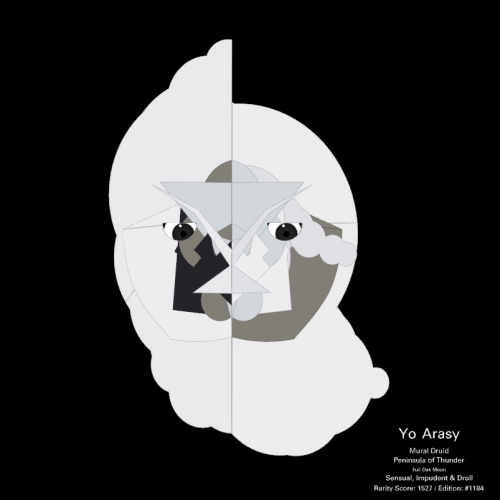 Yo Arasy
Mural Druid
Peninsula of Thunder
Full Oak Moon
Sensual, Impudent & Droll
Rarity Score: 1527 / Edition: #1184